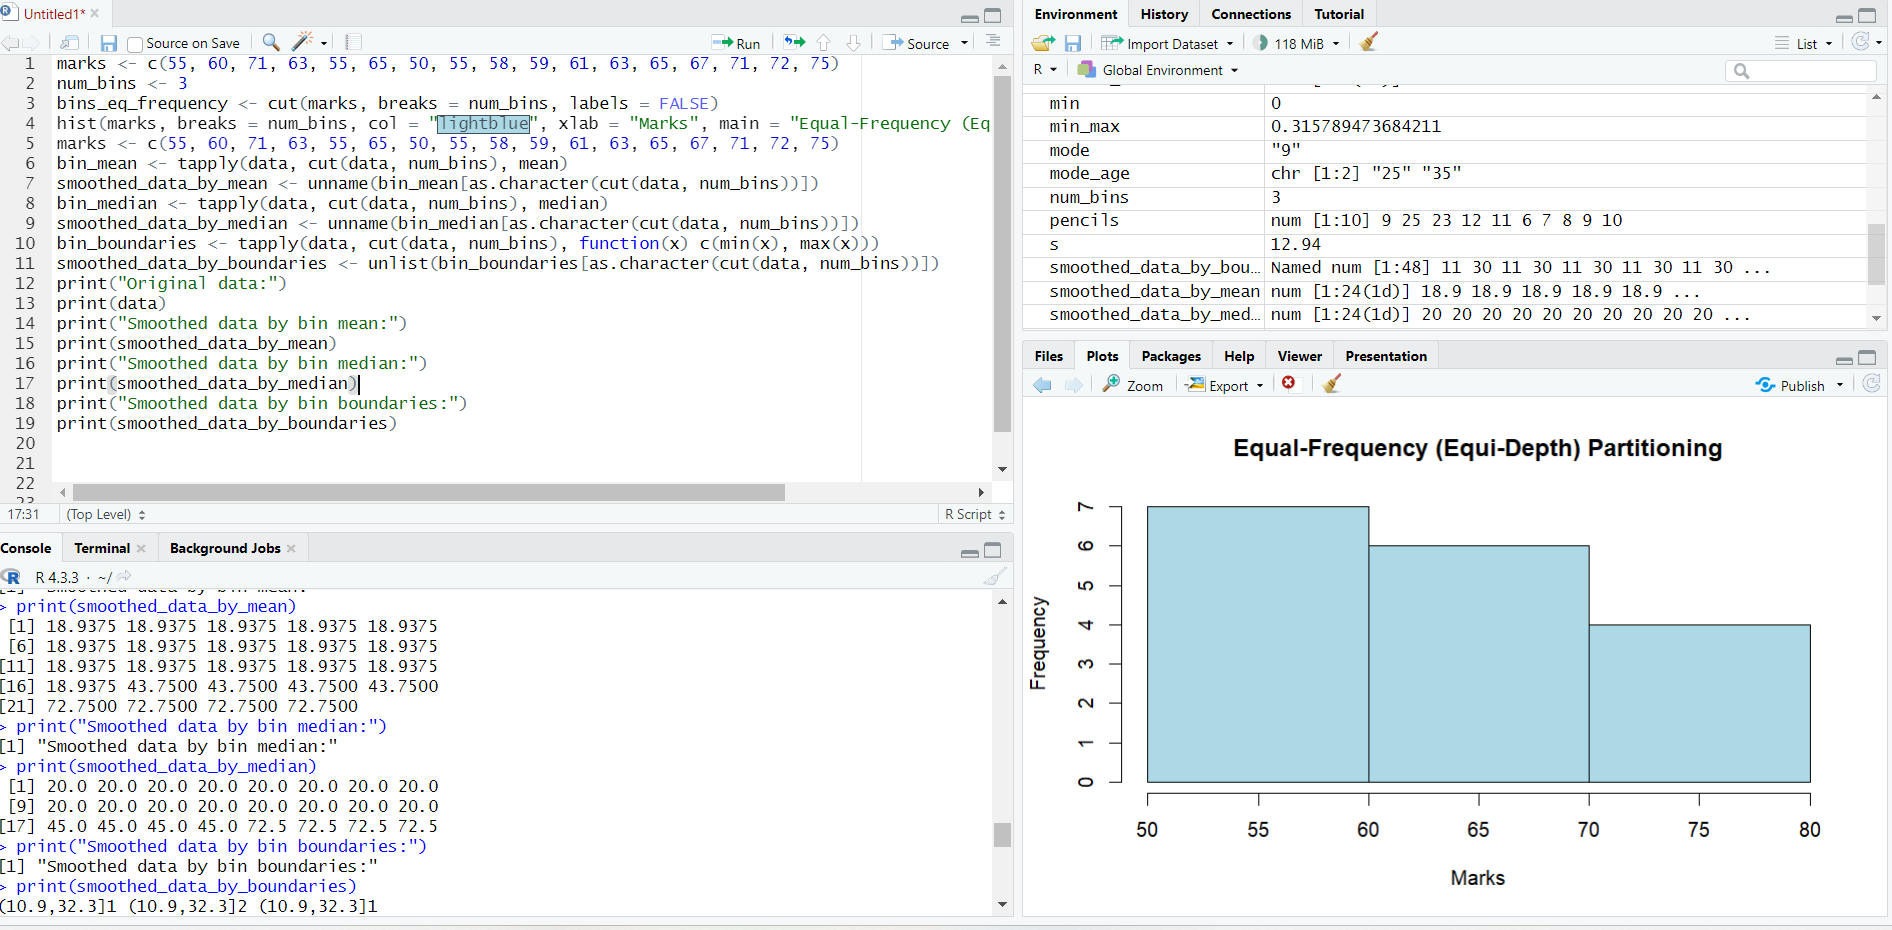 Untitled1*
Source on Save
Run
Source
1 marks <- c(55, 60, 71, 63, 55, 65, 50, 55, 58, 59, 61, 63, 65, 67, 71, 72, 75)
2 num_bins <- 3
3 bins_eq_frequency <- cut(marks, breaks = num_bins, labels = FALSE)
4 hist(marks, breaks = num_bins, col = "lightblue", xlab = "Marks", main = "Equal-Frequency (Eq
5 marks <- c(55, 60, 71, 63, 55, 65, 50, 55, 58, 59, 61, 63, 65, 67, 71, 72, 75)
6 bin_mean <- tapply(data, cut(data, num_bins), mean)
7 smoothed_data_by_mean <- unname(bin_mean[as.character(cut(data, num_bins))])
8 bin_median <- tapply(data, cut(data, num_bins), median)
9 smoothed_data_by_median <- unname(bin_median[as.character(cut(data, num_bins))])
10 bin_boundaries <- tapply(data, cut(data, num_bins), function(x) c(min(x), max(x)))
11 smoothed_data_by_boundaries <- unlist(bin_boundaries[as.character(cut(data, num_bins))])
12 print("Original data:")
13 print(data)
14 print("Smoothed data by bin mean:")
15 print(smoothed_data_by_mean)
16 print("Smoothed data by bin median:")
17 print(smoothed_data_by_median)
18 print("Smoothed data by bin boundaries:")
19 print(smoothed_data_by_boundaries)
20
21
22
23
17:31 (Top Level) R Script
Console Terminal Background Jobs
R 4.3.3 · ~/
[1] "Smoothed data by bin mean:"
> print(smoothed_data_by_mean)
[1] 18.9375 18.9375 18.9375 18.9375 18.9375
[6] 18.9375 18.9375 18.9375 18.9375 18.9375
[11] 18.9375 18.9375 18.9375 18.9375 18.9375
[16] 18.9375 43.7500 43.7500 43.7500 43.7500
[21] 72.7500 72.7500 72.7500 72.7500
> print("Smoothed data by bin median:")
[1] "Smoothed data by bin median:"
> print(smoothed_data_by_median)
[1] 20.0 20.0 20.0 20.0 20.0 20.0 20.0 20.0
[9] 20.0 20.0 20.0 20.0 20.0 20.0 20.0 20.0
[17] 45.0 45.0 45.0 45.0 72.5 72.5 72.5 72.5
> print("Smoothed data by bin boundaries:")
[1] "Smoothed data by bin boundaries:"
> print(smoothed_data_by_boundaries)
(10.9,32.3]1 (10.9,32.3]2 (10.9,32.3]1
Environment History Connections Tutorial
Import Dataset 118 MiB List
R Global Environment
min 0
min_max 0.315789473684211
mode "9"
mode_age chr [1:2] "25" "35"
num_bins 3
pencils num [1:10] 9 25 23 12 11 6 7 8 9 10
s 12.94
smoothed_data_by_bou… Named num [1:48] 11 30 11 30 11 30 11 30 11 30 ...
smoothed_data_by_mean num [1:24(1d)] 18.9 18.9 18.9 18.9 18.9 ...
smoothed_data_by_med… num [1:24(1d)] 20 20 20 20 20 20 20 20 20 20 ...
Files Plots Packages Help Viewer Presentation
Zoom Export Publish
Equal-Frequency (Equi-Depth) Partitioning
Frequency
7
6
5
4
3
2
1
0
50 55 60 65 70 75 80
Marks